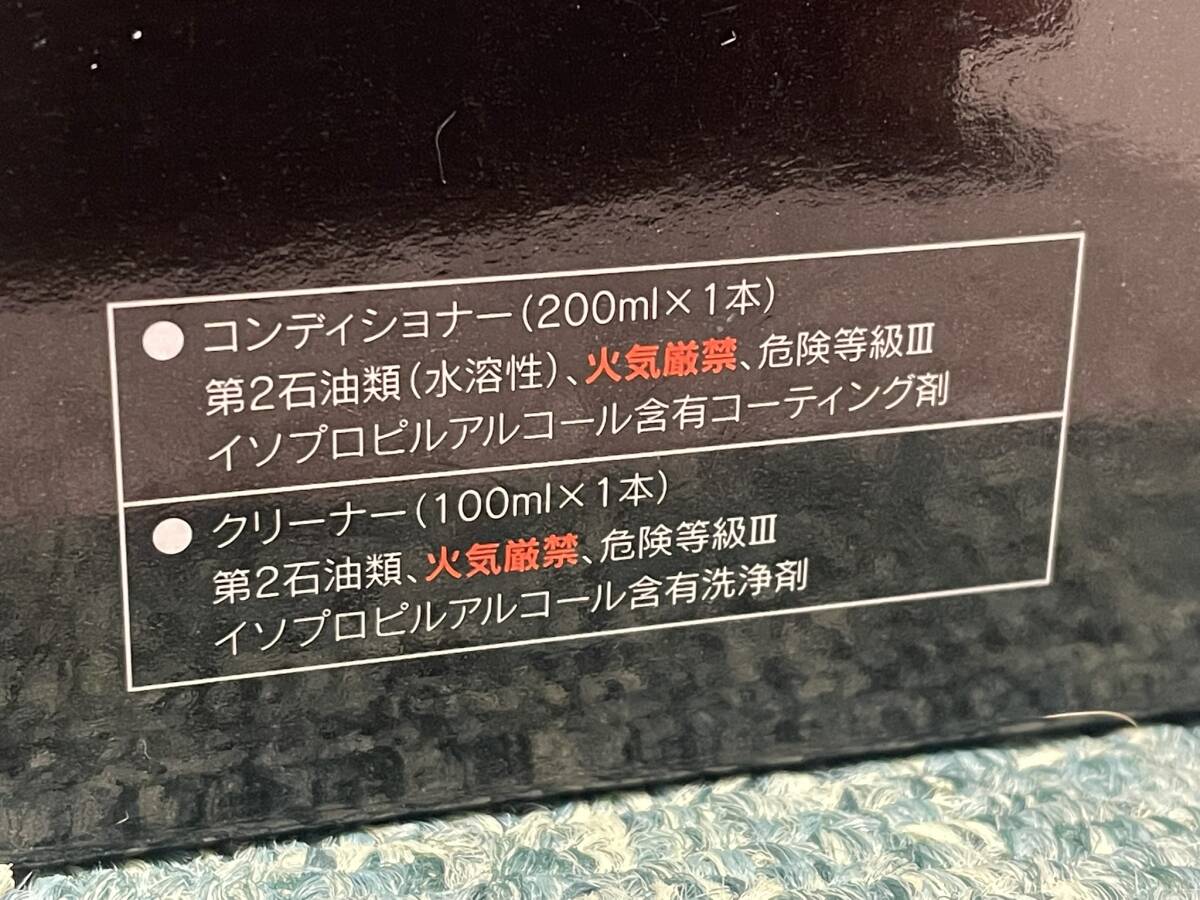 ●コンディショナー(200ml×1本)
第2石油類(水溶性)、火気厳禁、危険等級Ⅲ
イソプロピルアルコール含有コーティング剤
●クリーナー(100ml×1本)
第2石油類、火気厳禁、危険等級Ⅲ
イソプロピルアルコール含有洗浄剤